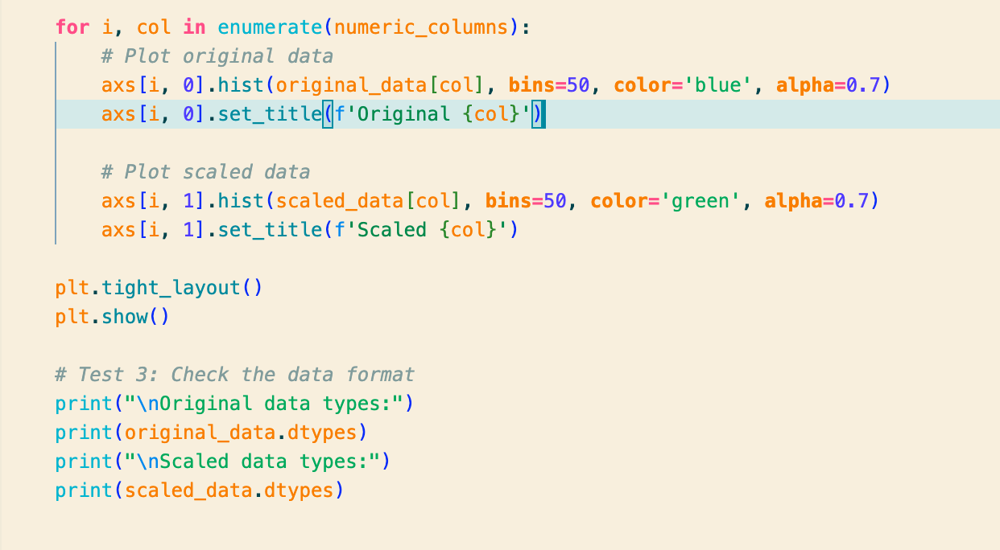 for i, col in enumerate(numeric_columns):
    # Plot original data
    axs[i, 0].hist(original_data[col], bins=50, color='blue', alpha=0.7)
    axs[i, 0].set_title(f'Original {col}')
    # Plot scaled data
    axs[i, 1].hist(scaled_data[col], bins=50, color='green', alpha=0.7)
    axs[i, 1].set_title(f'Scaled {col}')
plt.tight_layout()
plt.show()
# Test 3: Check the data format
print("\nOriginal data types:")
print(original_data.dtypes)
print("\nScaled data types:")
print(scaled_data.dtypes)